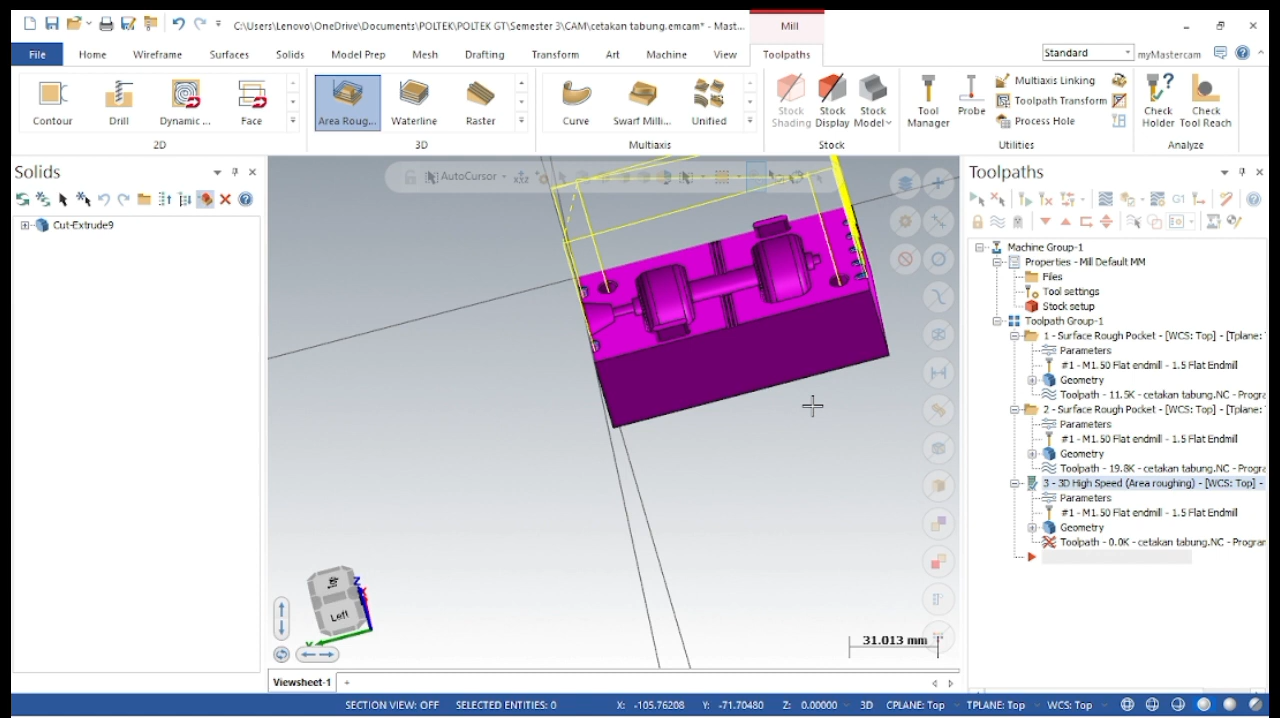 C:\Users\Lenovo\OneDrive\Documents\POLTEK\POLTEK GT\Semester 3\CAM\cetakan tabung.emcam* - Mast...
Mill
File Home Wireframe Surfaces Solids Model Prep Mesh Drafting Transform Art Machine View Toolpaths
Standard
myMastercam
Contour Drill Dynamic ... Face
2D
Area Roug... Waterline Raster
3D
Curve Swarf Milli... Unified
Multiaxis
Stock Shading
Stock Display
Stock Model
Stock
Tool Manager
Probe
Multiaxis Linking
Toolpath Transform
Process Hole
Utilities
Check Holder
Check Tool Reach
Analyze
Solids
Cut-Extrude9
AutoCursor
Left
31.013 mm
Viewsheet-1
Toolpaths
G1
Machine Group-1
Properties - Mill Default MM
Files
Tool settings
Stock setup
Toolpath Group-1
1 - Surface Rough Pocket - [WCS: Top] - [Tplane:
Parameters
#1 - M1.50 Flat endmill - 1.5 Flat Endmill
Geometry
Toolpath - 11.5K - cetakan tabung.NC - Progra
2 - Surface Rough Pocket - [WCS: Top] - [Tplane:
Parameters
#1 - M1.50 Flat endmill - 1.5 Flat Endmill
Geometry
Toolpath - 19.8K - cetakan tabung.NC - Progra
3 - 3D High Speed (Area roughing) - [WCS: Top] -
Parameters
#1 - M1.50 Flat endmill - 1.5 Flat Endmill
Geometry
Toolpath - 0.0K - cetakan tabung.NC - Progran
SECTION VIEW: OFF SELECTED ENTITIES: 0 X: -105.76208 Y: -71.70480 Z: 0.00000 3D CPLANE: Top TPLANE: Top WCS: Top